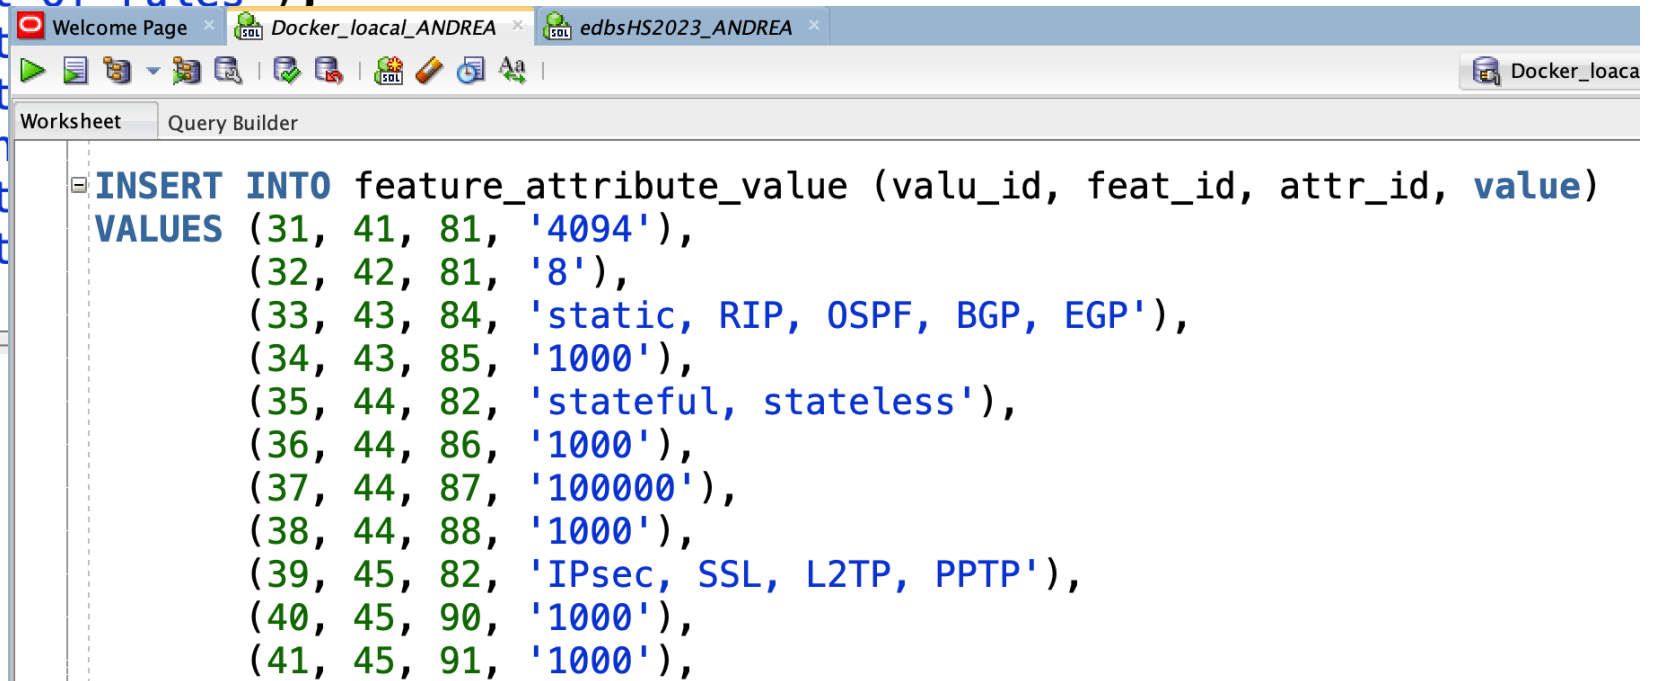 t of rules');
Welcome Page
Docker_loacal_ANDREA
edbsHS2023_ANDREA
Docker_loaca
Worksheet
Query Builder
INSERT INTO feature_attribute_value (valu_id, feat_id, attr_id, value)
VALUES (31, 41, 81, '4094'),
(32, 42, 81, '8'),
(33, 43, 84, 'static, RIP, OSPF, BGP, EGP'),
(34, 43, 85, '1000'),
(35, 44, 82, 'stateful, stateless'),
(36, 44, 86, '1000'),
(37, 44, 87, '100000'),
(38, 44, 88, '1000'),
(39, 45, 82, 'IPsec, SSL, L2TP, PPTP'),
(40, 45, 90, '1000'),
(41, 45, 91, '1000'),